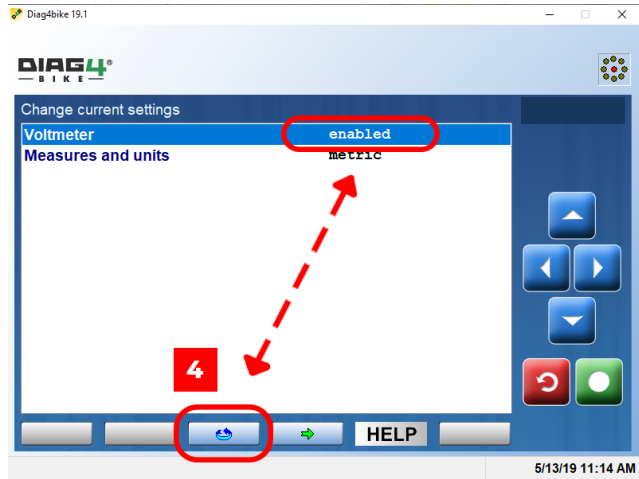 Diag4bike 19.1
DIAG4®
BIKE
Change current settings
Voltmeter enabled
Measures and units metric
4
HELP
5/13/19 11:14 AM